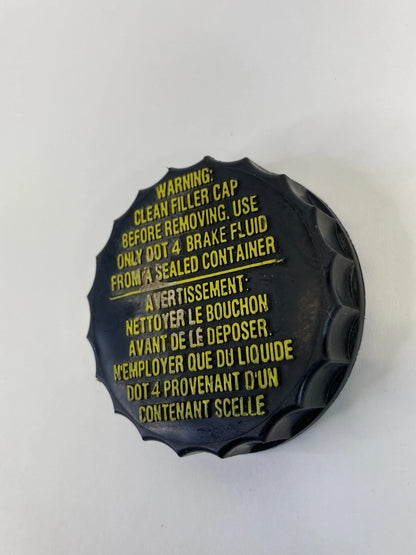 WARNING:
CLEAN FILLER CAP
BEFORE REMOVING. USE
ONLY DOT 4 BRAKE FLUID
FROM A SEALED CONTAINER
AVERTISSEMENT:
NETTOYER LE BOUCHON
AVANT DE LÉ DEPOSER.
N'EMPLOYER QUE DU LIQUIDE
DOT 4 PROVENANT D'UN
CONTENANT SCELLE